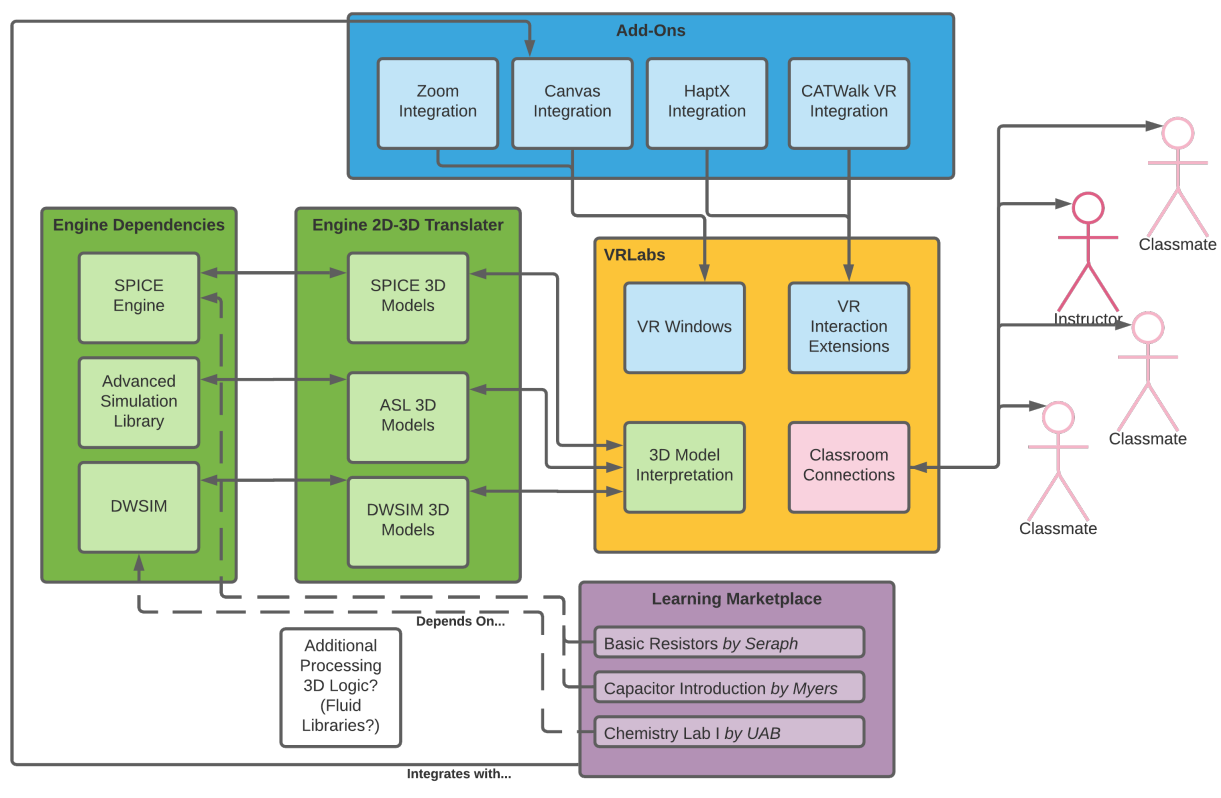 Add-Ons
Zoom
Integration
Canvas
Integration
HaptX
Integration
CATWalk VR
Integration
Engine Dependencies
SPICE
Engine
Advanced
Simulation
Library
DWSIM
Engine 2D-3D Translater
SPICE 3D
Models
ASL 3D
Models
DWSIM 3D
Models
VRLabs
VR Windows
VR
Interaction
Extensions
3D Model
Interpretation
Classroom
Connections
Classmate
Instructor
Classmate
Classmate
Learning Marketplace
Basic Resistors by Seraph
Capacitor Introduction by Myers
Chemistry Lab I by UAB
Depends On...
Additional
Processing
3D Logic?
(Fluid
Libraries?)
Integrates with...